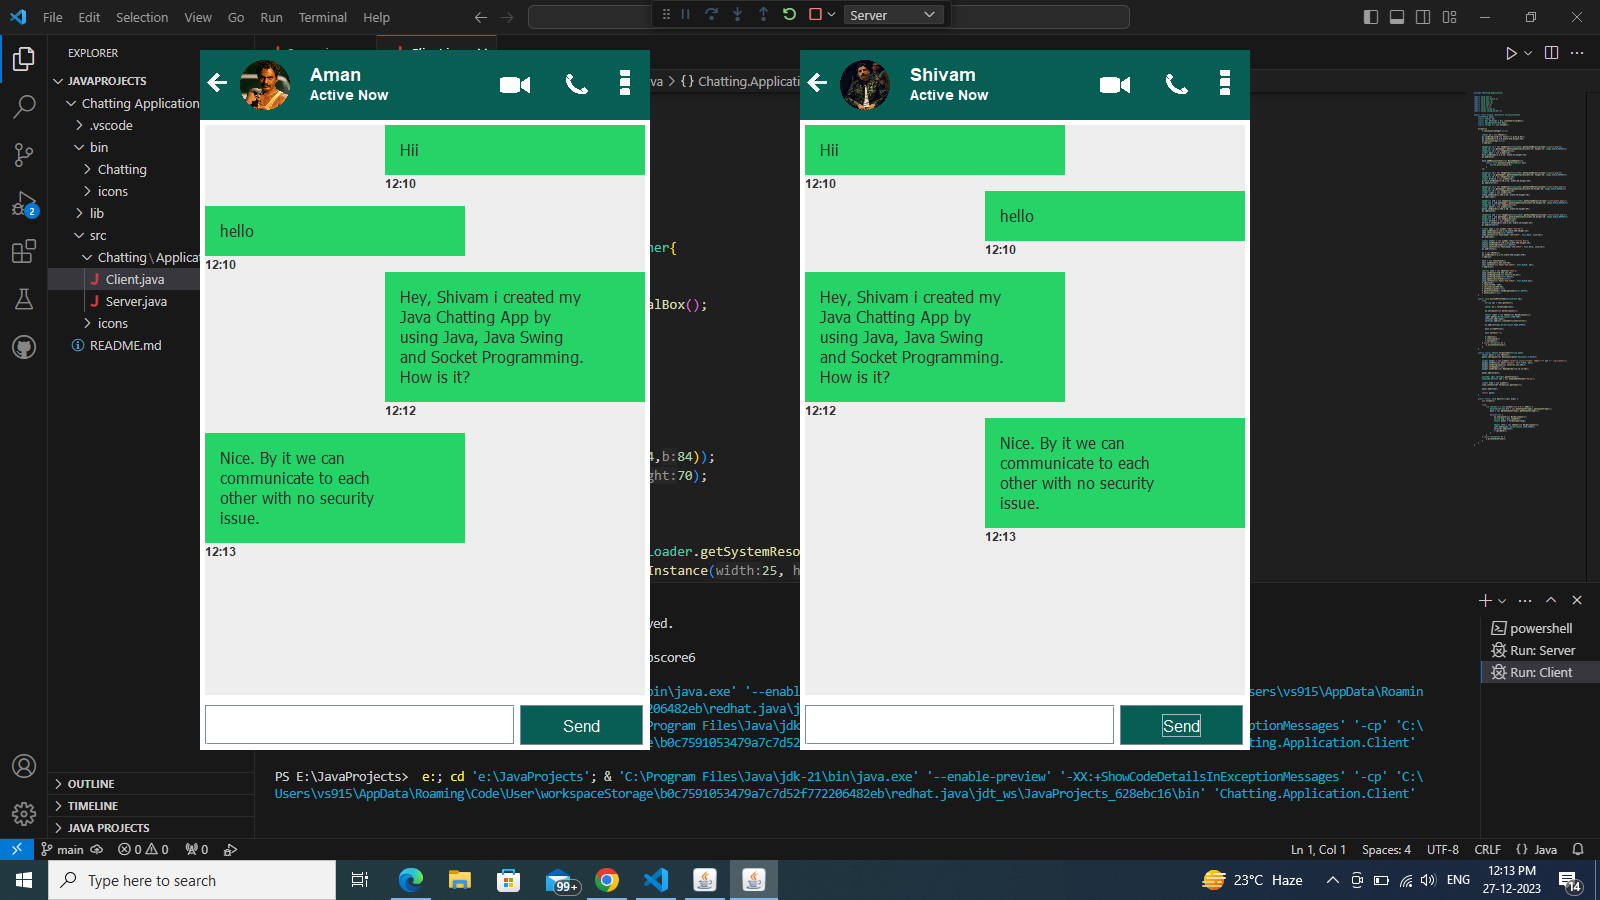 File Edit Selection View Go Run Terminal Help
Server
EXPLORER
JAVAPROJECTS
Chatting Application
.vscode
bin
Chatting
icons
lib
src
Chatting\Applicat
Client.java
Server.java
icons
README.md
OUTLINE
TIMELINE
JAVA PROJECTS
Aman
Active Now
Hii
12:10
hello
12:10
Hey, Shivam i created my
Java Chatting App by
using Java, Java Swing
and Socket Programming.
How is it?
12:12
Nice. By it we can
communicate to each
other with no security
issue.
12:13
Send
va > {} Chatting.Application
ner{
alBox();
4,b:84));
ght:70);
Loader.getSystemReso
Instance(width:25, h
Shivam
Active Now
Hii
12:10
hello
12:10
Hey, Shivam i created my
Java Chatting App by
using Java, Java Swing
and Socket Programming.
How is it?
12:12
Nice. By it we can
communicate to each
other with no security
issue.
12:13
Send
ved.
oscore6
bin\java.exe' '--enabl sers\vs915\AppData\Roamin
206482eb\redhat.java\j
Program Files\Java\jdk- ceptionMessages' '-cp' 'C:\
e\b0c7591053479a7c7d52 tting.Application.Client'
PS E:\JavaProjects> e:; cd 'e:\JavaProjects'; & 'C:\Program Files\Java\jdk-21\bin\java.exe' '--enable-preview' '-XX:+ShowCodeDetailsInExceptionMessages' '-cp' 'C:\
Users\vs915\AppData\Roaming\Code\User\workspaceStorage\b0c7591053479a7c7d52f772206482eb\redhat.java\jdt_ws\JavaProjects_628ebc16\bin' 'Chatting.Application.Client'
powershell
Run: Server
Run: Client
2
main 0 0 0
Ln 1, Col 1 Spaces: 4 UTF-8 CRLF {} Java
Type here to search
99+
23°C Haze
ENG
12:13 PM
27-12-2023
14